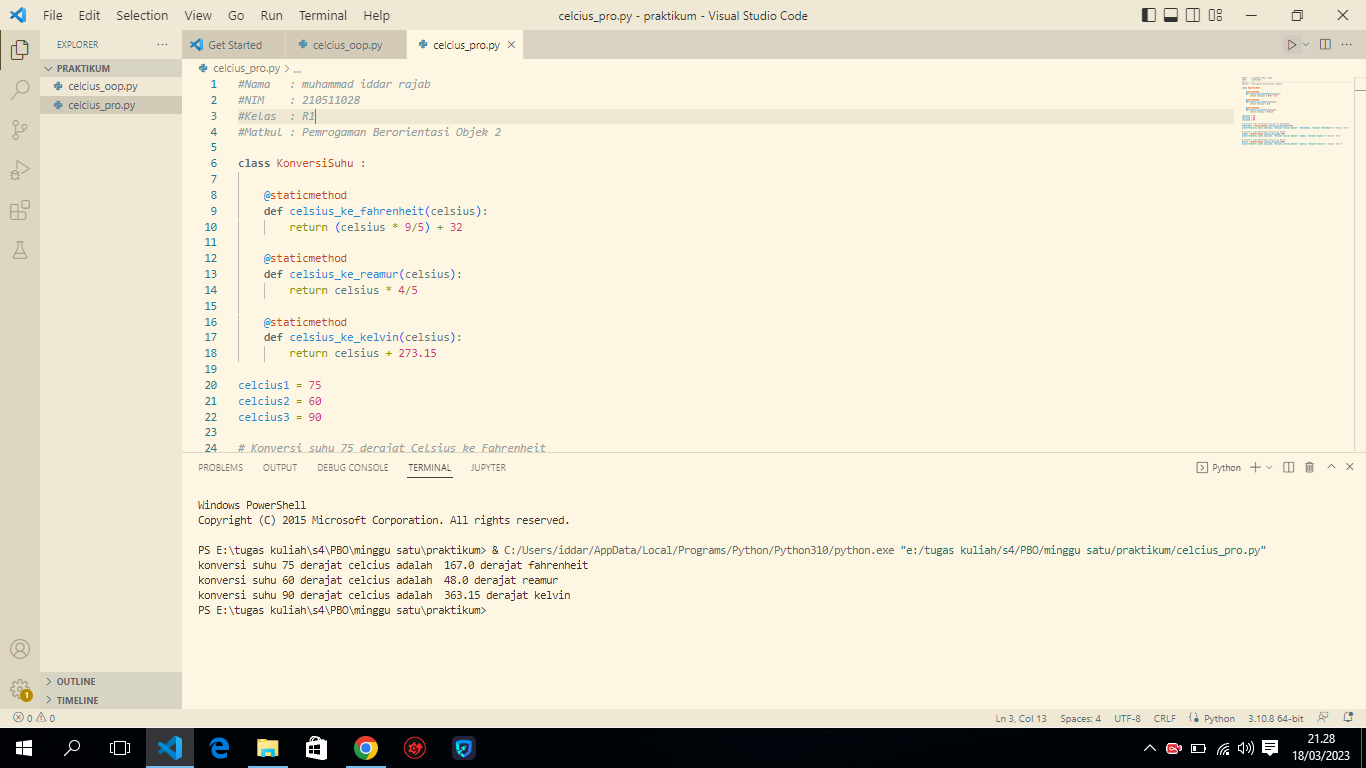 File Edit Selection View Go Run Terminal Help celcius_pro.py - praktikum - Visual Studio Code
EXPLORER ···
Get Started celcius_oop.py celcius_pro.py
PRAKTIKUM
celcius_oop.py
celcius_pro.py
celcius_pro.py > ...
1 #Nama : muhammad iddar rajab
2 #NIM : 210511028
3 #Kelas : R1
4 #Matkul : Pemrogaman Berorientasi Objek 2
5
6 class KonversiSuhu :
7
8 @staticmethod
9 def celsius_ke_fahrenheit(celsius):
10 return (celsius * 9/5) + 32
11
12 @staticmethod
13 def celsius_ke_reamur(celsius):
14 return celsius * 4/5
15
16 @staticmethod
17 def celsius_ke_kelvin(celsius):
18 return celsius + 273.15
19
20 celcius1 = 75
21 celcius2 = 60
22 celcius3 = 90
23
24 # Konversi suhu 75 derajat Celsius ke Fahrenheit
PROBLEMS OUTPUT DEBUG CONSOLE TERMINAL JUPYTER Python
Windows PowerShell
Copyright (C) 2015 Microsoft Corporation. All rights reserved.
PS E:\tugas kuliah\s4\PBO\minggu satu\praktikum> & C:/Users/iddar/AppData/Local/Programs/Python/Python310/python.exe "e:/tugas kuliah/s4/PBO/minggu satu/praktikum/celcius_pro.py"
konversi suhu 75 derajat celcius adalah  167.0 derajat fahrenheit
konversi suhu 60 derajat celcius adalah  48.0 derajat reamur
konversi suhu 90 derajat celcius adalah  363.15 derajat kelvin
PS E:\tugas kuliah\s4\PBO\minggu satu\praktikum>
OUTLINE
TIMELINE
1
0 0 Ln 3, Col 13 Spaces: 4 UTF-8 CRLF Python 3.10.8 64-bit
21.28
18/03/2023